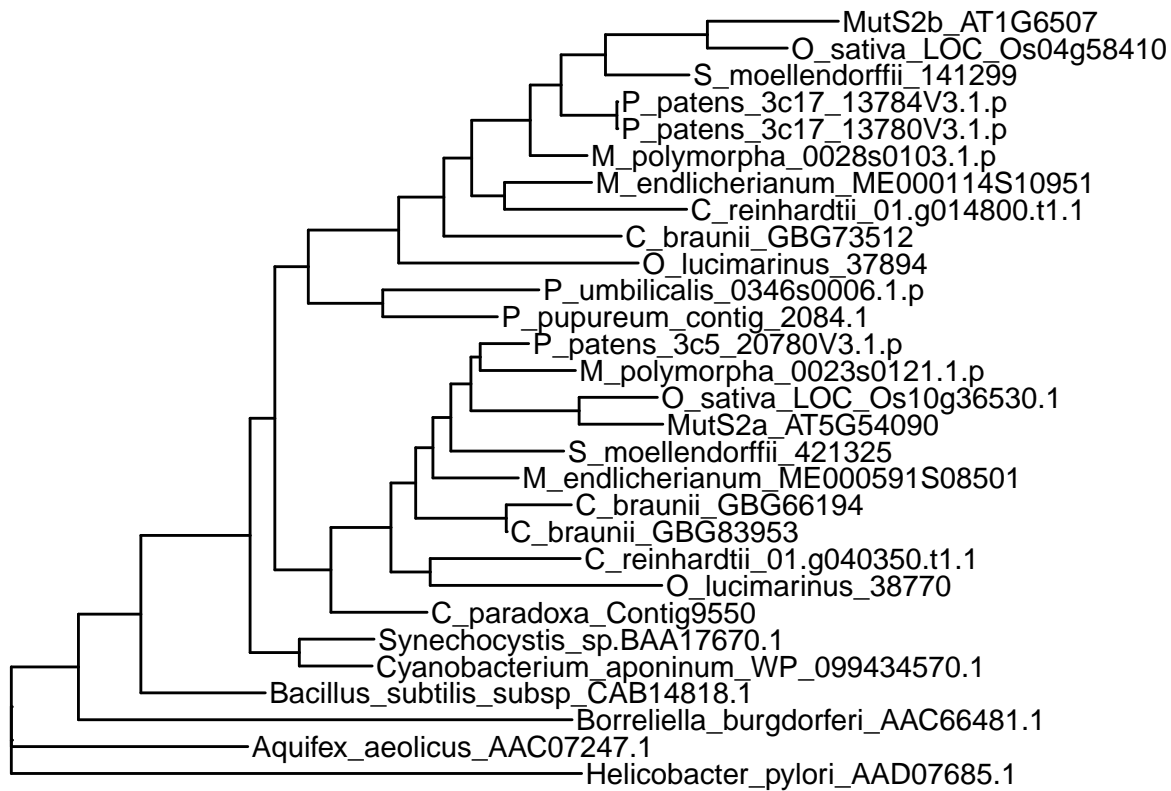 MutS2b_AT1G6507
O_sativa_LOC_Os04g58410
S_moellendorffii_141299
P_patens_3c17_13784V3.1.p
P_patens_3c17_13780V3.1.p
M_polymorpha_0028s0103.1.p
M_endlicherianum_ME000114S10951
C_reinhardtii_01.g014800.t1.1
C_braunii_GBG73512
O_lucimarinus_37894
P_umbilicalis_0346s0006.1.p
P_pupureum_contig_2084.1
P_patens_3c5_20780V3.1.p
M_polymorpha_0023s0121.1.p
O_sativa_LOC_Os10g36530.1
MutS2a_AT5G54090
S_moellendorffii_421325
M_endlicherianum_ME000591S08501
C_braunii_GBG66194
C_braunii_GBG83953
C_reinhardtii_01.g040350.t1.1
O_lucimarinus_38770
C_paradoxa_Contig9550
Synechocystis_sp.BAA17670.1
Cyanobacterium_aponinum_WP_099434570.1
Bacillus_subtilis_subsp_CAB14818.1
Borreliella_burgdorferi_AAC66481.1
Aquifex_aeolicus_AAC07247.1
Helicobacter_pylori_AAD07685.1